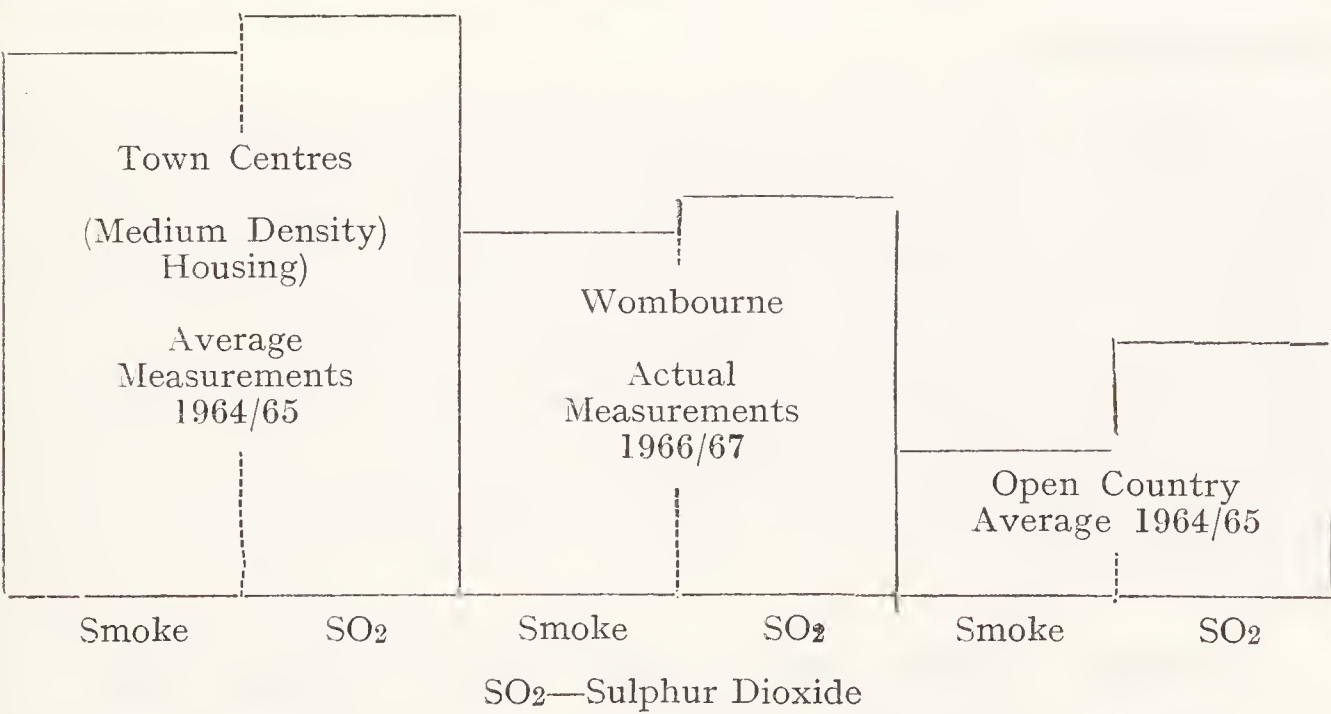 Town Centres
(Medium Density)
Housing)
Average
Measurements
1964/65
Wombourne
Actual
Measurements
1966/67
Open Country
Average 1964/65
Smoke SO2 Smoke SO2 Smoke SO2
SO2—Sulphur Dioxide